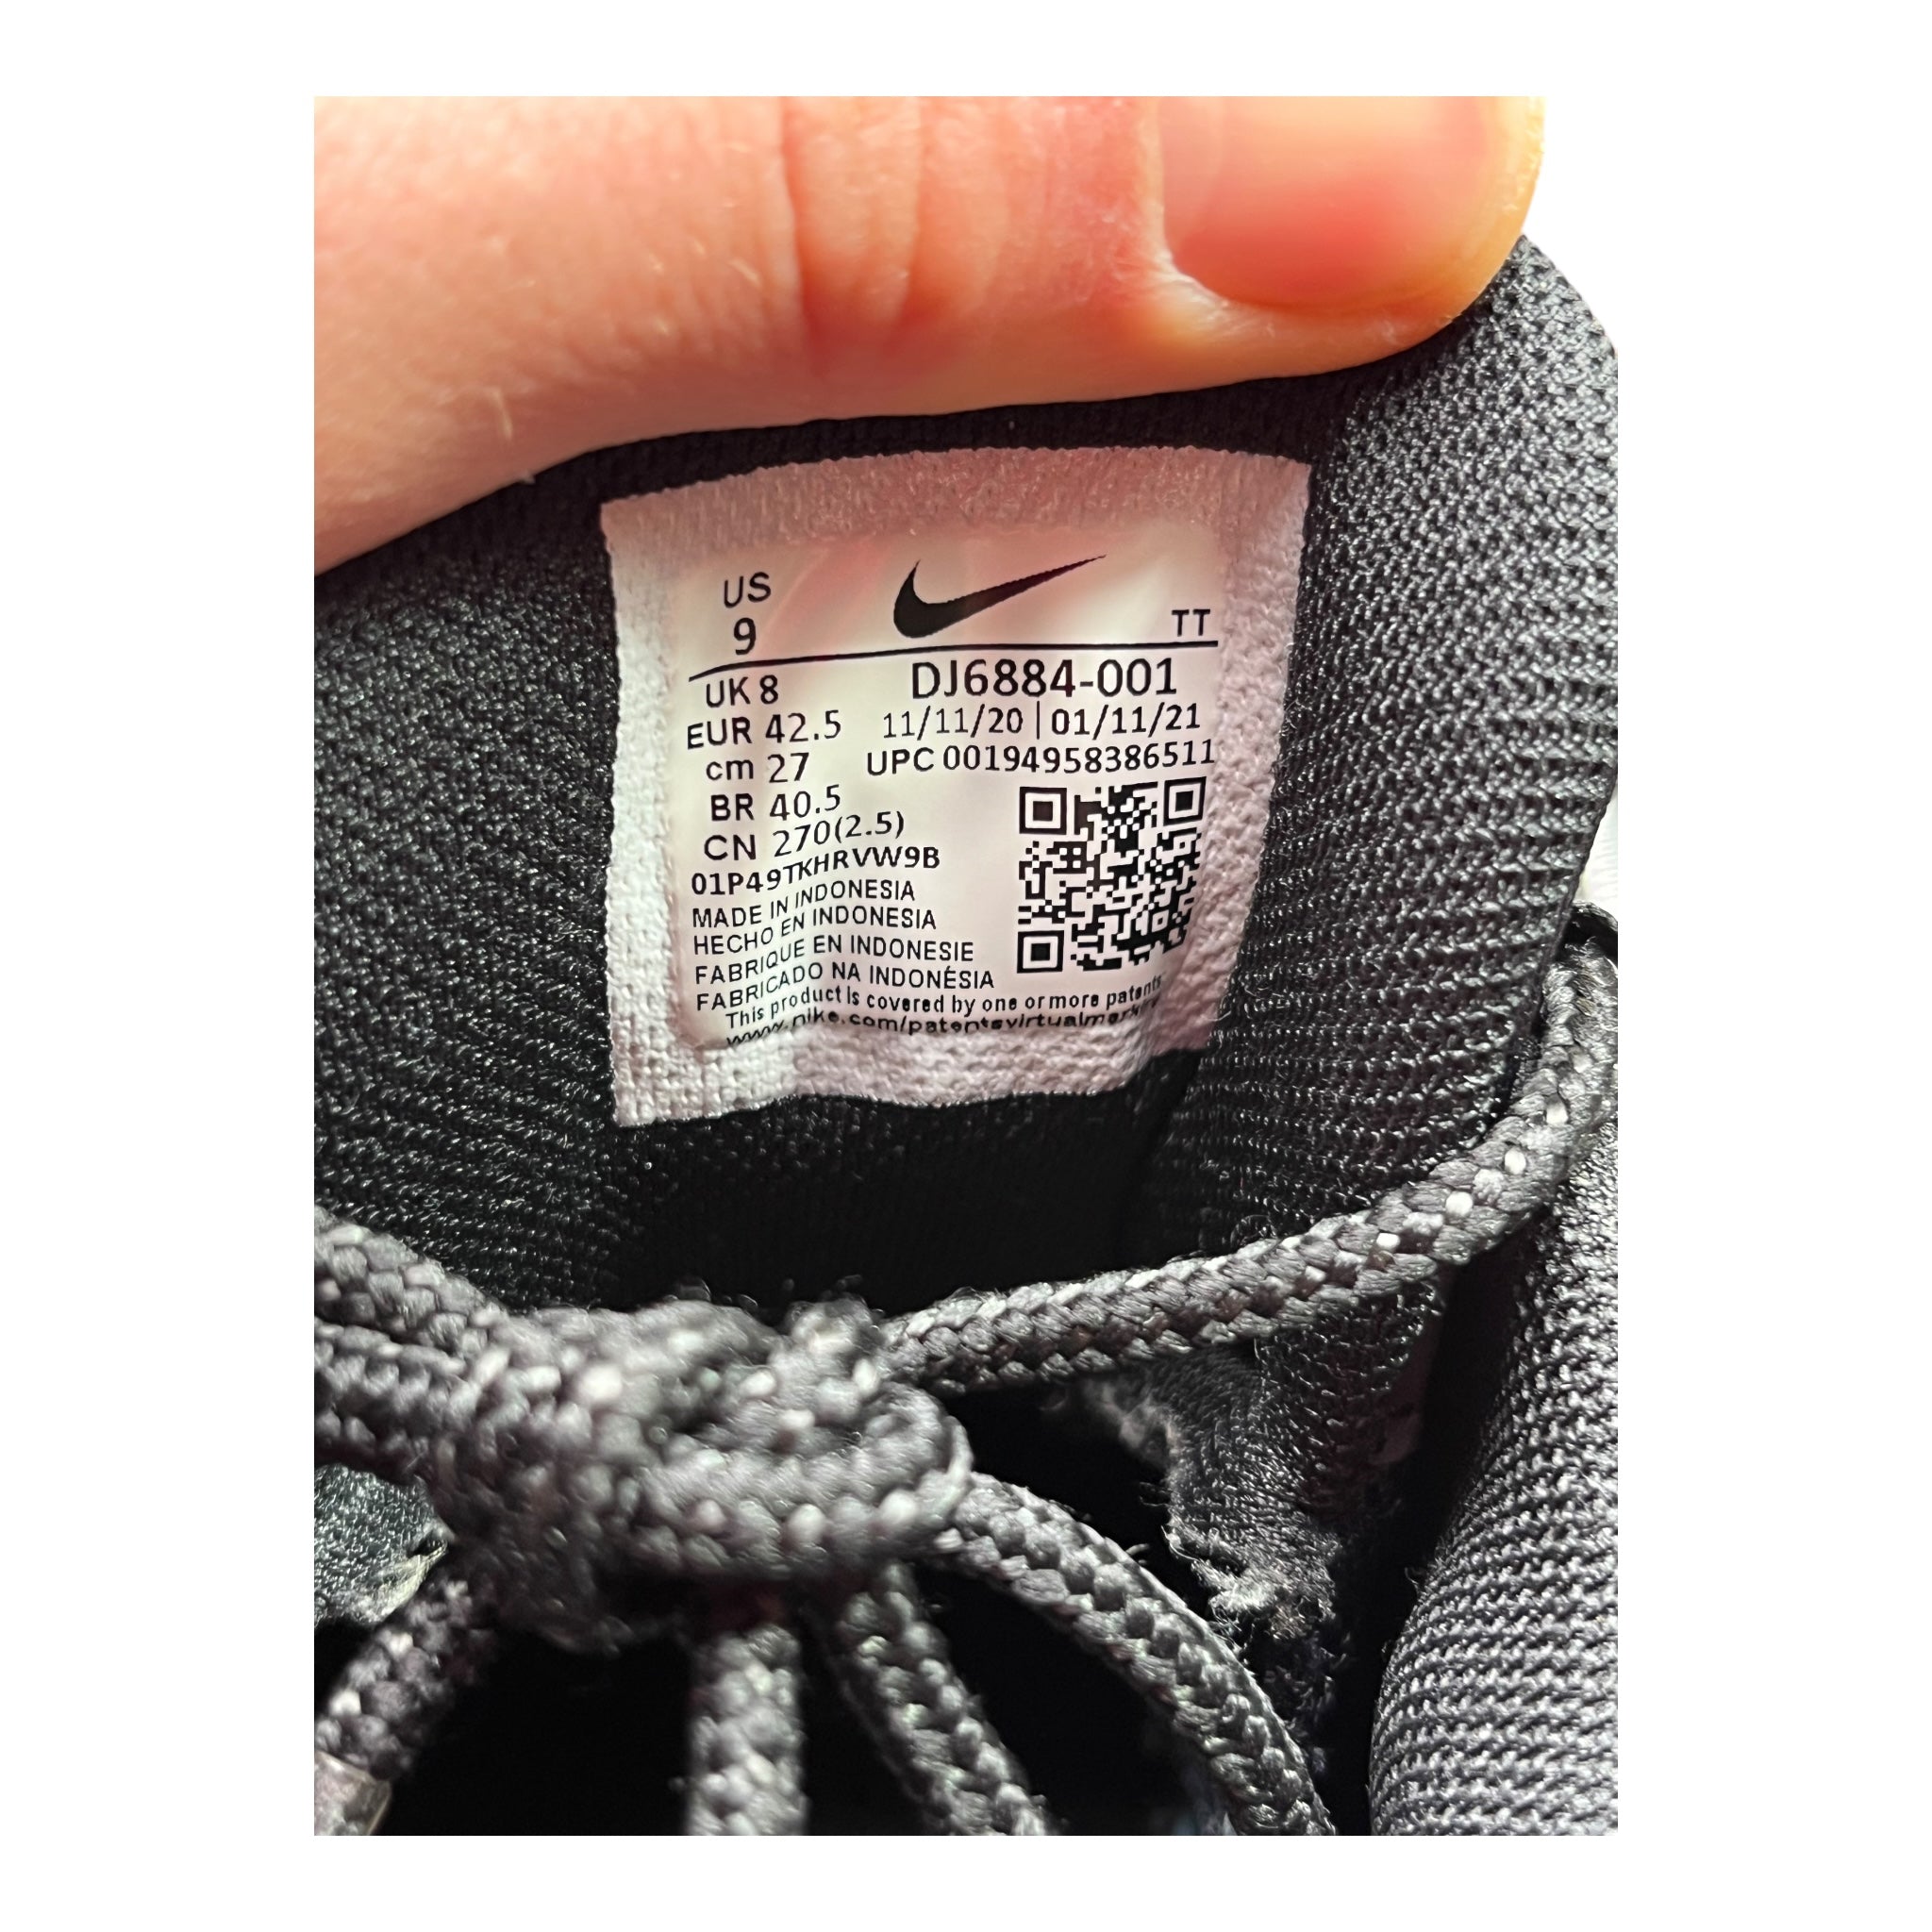 US
9
TT
UK 8 DJ6884-001
EUR 42.5 11/11/20 | 01/11/21
cm 27 UPC 00194958386511
BR 40.5
CN 270(2.5)
01P49TKHRVW9B
MADE IN INDONESIA
HECHO EN INDONESIA
FABRIQUE EN INDONESIE
FABRICADO NA INDONÉSIA
This product is covered by one or more patents